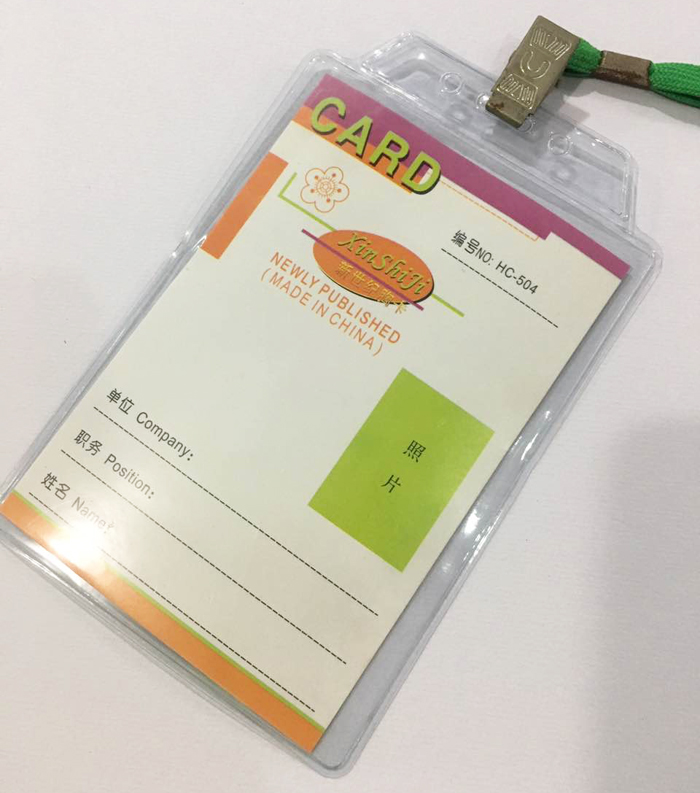 CARD
编号NO: HC-504
XinShiJi
新世纪胸卡
NEWLY PUBLISHED
(MADE IN CHINA)
照
片
单位 Company:
职务 Position:
姓名 Name: